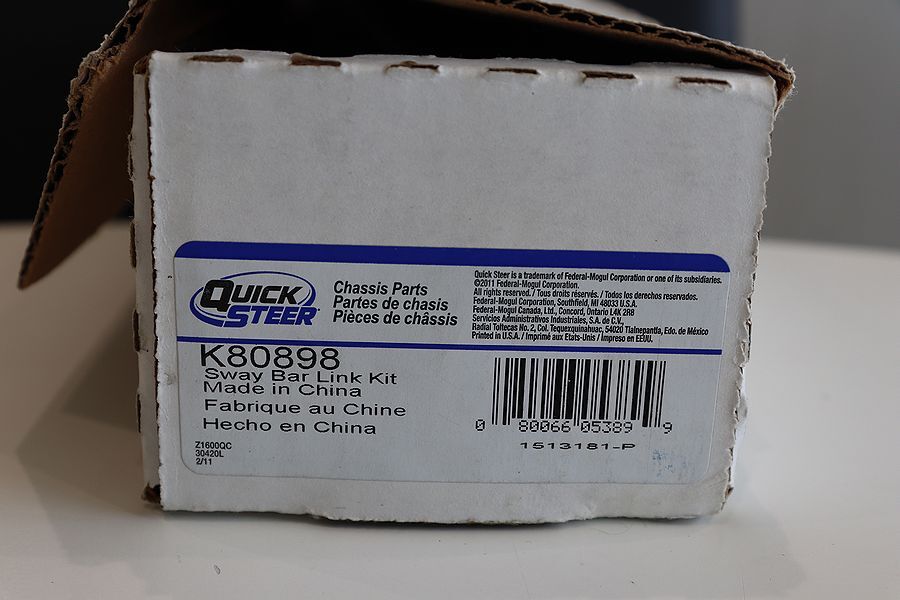 QUICK
STEER
Chassis Parts
Partes de chasis
Pièces de châssis
Quick Steer is a trademark of Federal-Mogul Corporation or one of its subsidiaries.
©2011 Federal-Mogul Corporation.
All rights reserved. / Tous droits réservés. / Todos los derechos reservados.
Federal-Mogul Corporation, Southfield, MI 48033 U.S.A.
Federal-Mogul Canada, Ltd., Concord, Ontario L4K 2R8
Servicios Administrativos Industriales, S.A. de C.V.
Radial Toltecas No. 2, Col. Tequexquinahuac, 54020 Tlalnepantla, Edo. de México
Printed in U.S.A. / Imprimé aux Etats-Unis / Impreso en EEUU.
K80898
Sway Bar Link Kit
Made in China
Fabrique au Chine
Hecho en China
Z1600QC
30420L
2/11
0 80066 05389 9
1513181-P